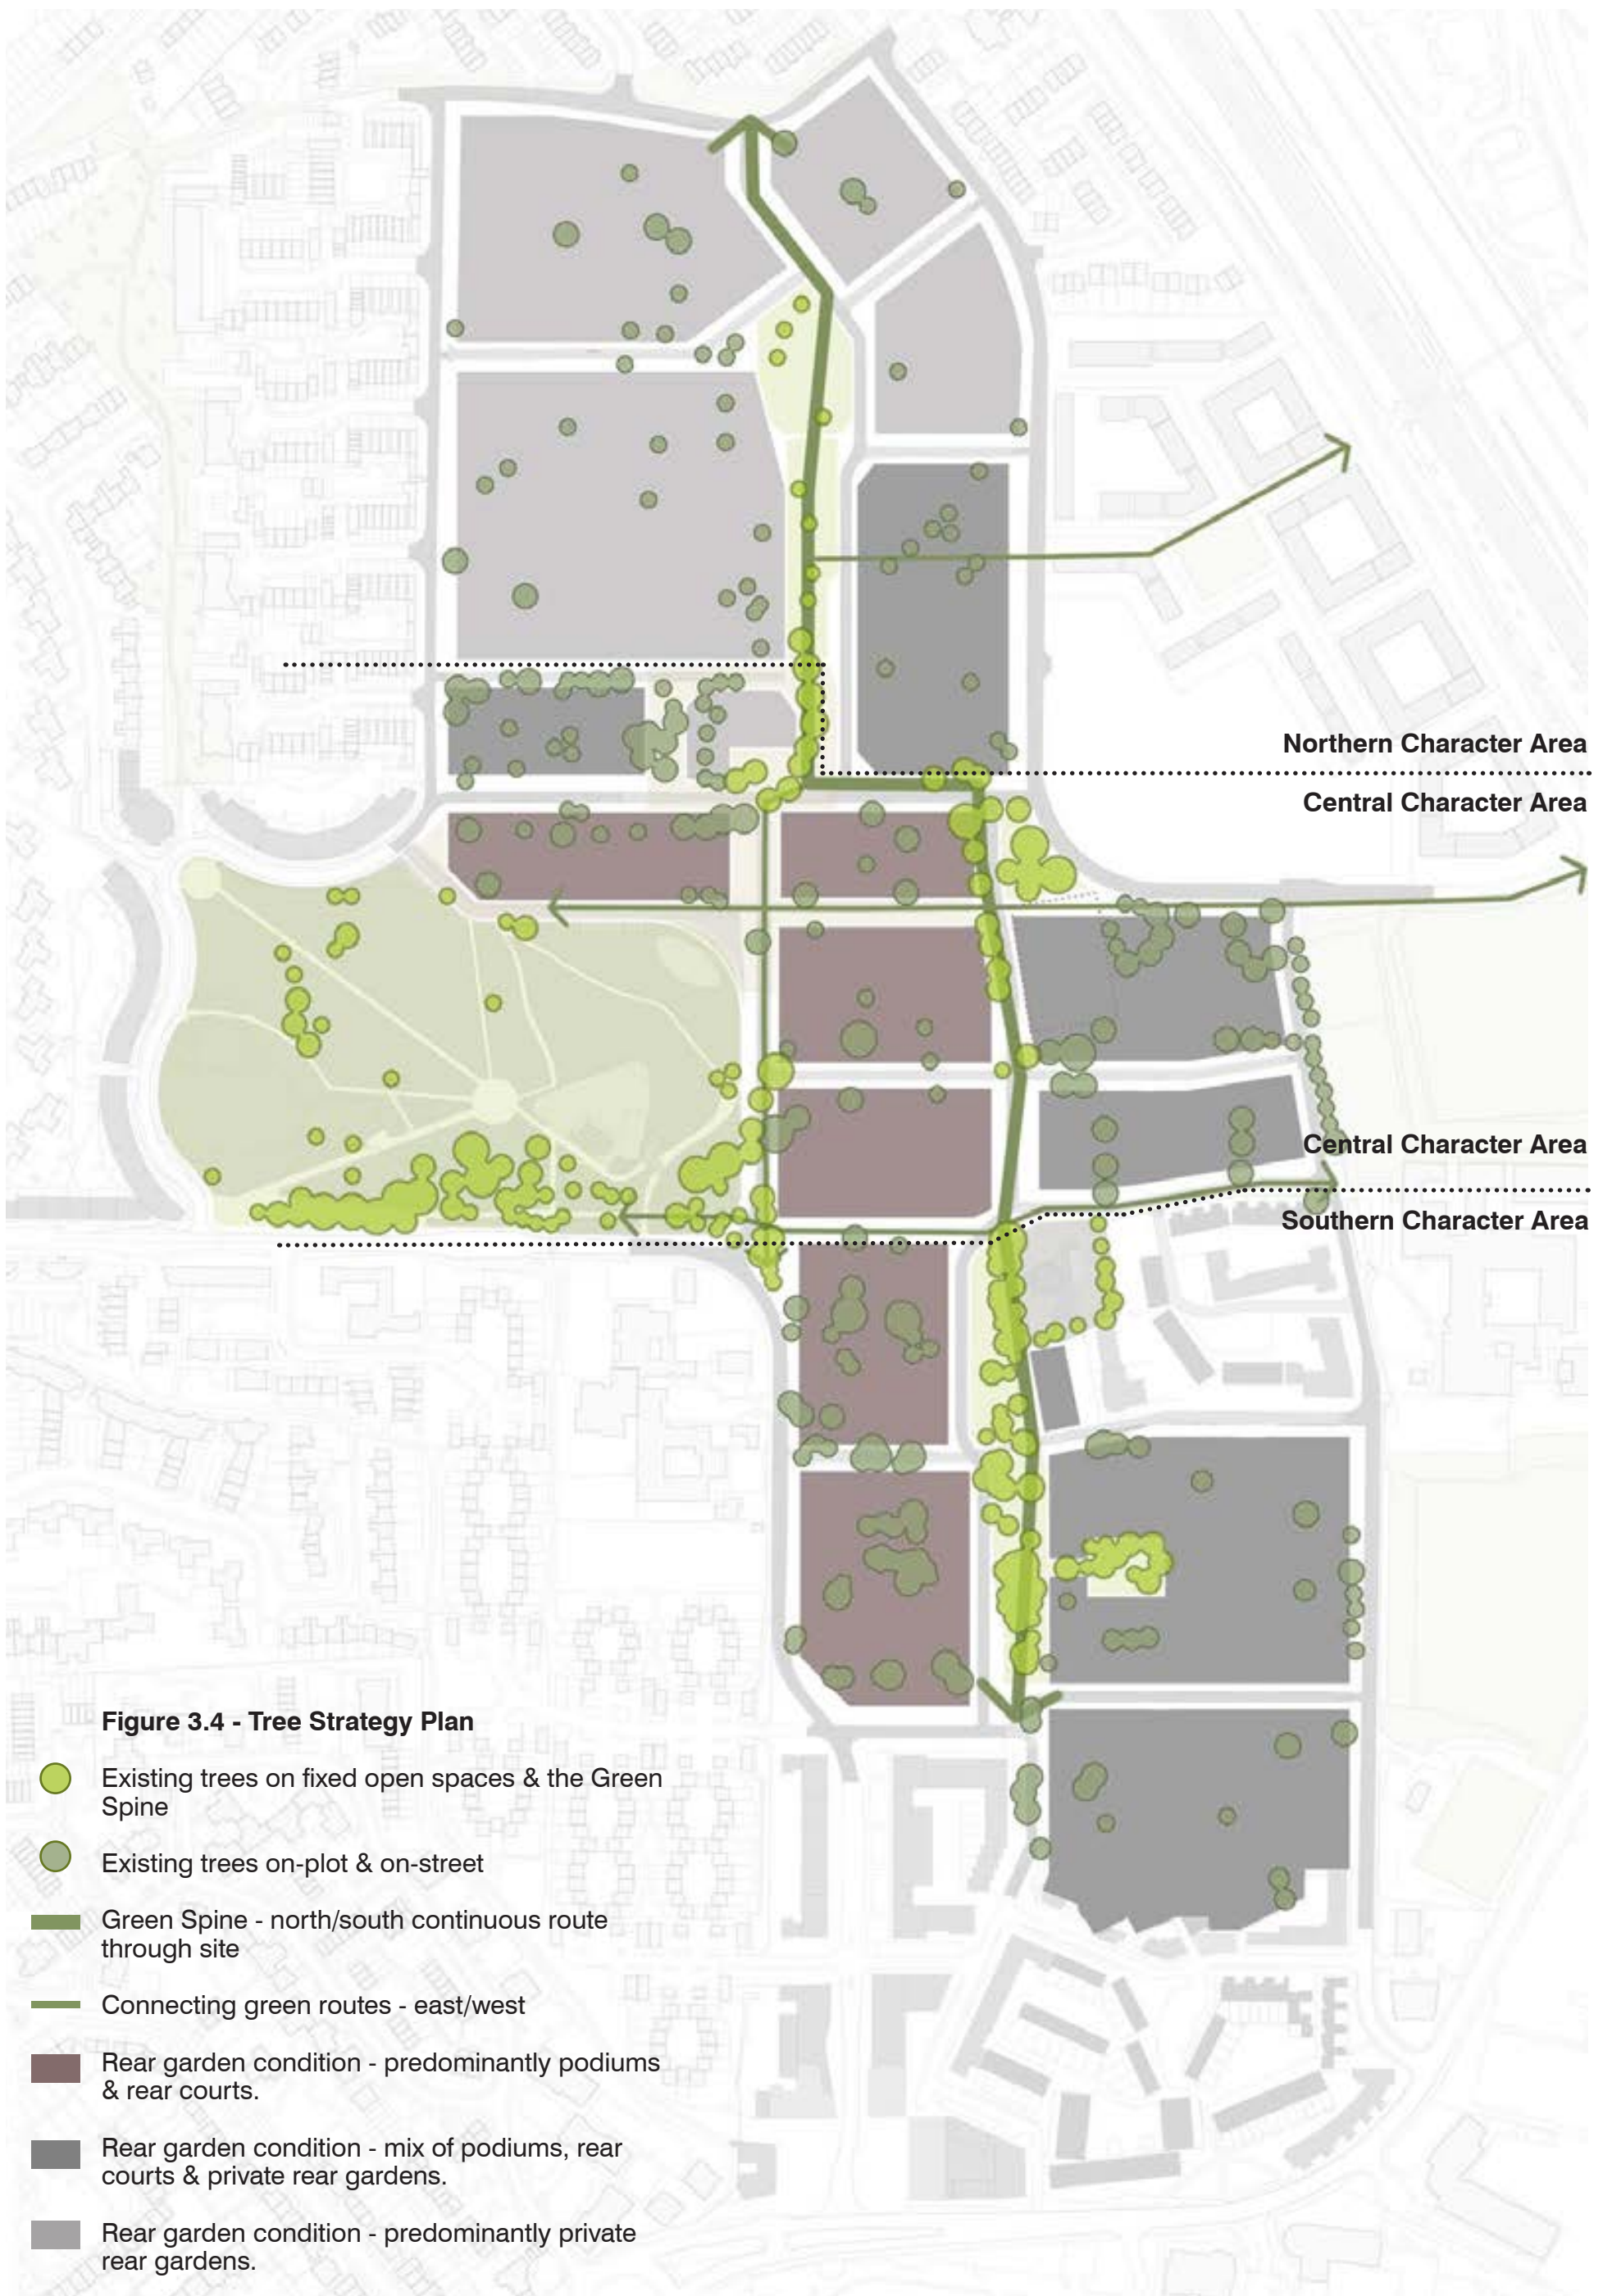 Northern Character Area
Central Character Area
Central Character Area
Southern Character Area
Figure 3.4 - Tree Strategy Plan
Existing trees on fixed open spaces & the Green
Spine
Existing trees on-plot & on-street
Green Spine - north/south continuous route
through site
Connecting green routes - east/west
Rear garden condition - predominantly podiums
& rear courts.
Rear garden condition - mix of podiums, rear
courts & private rear gardens.
Rear garden condition - predominantly private
rear gardens.